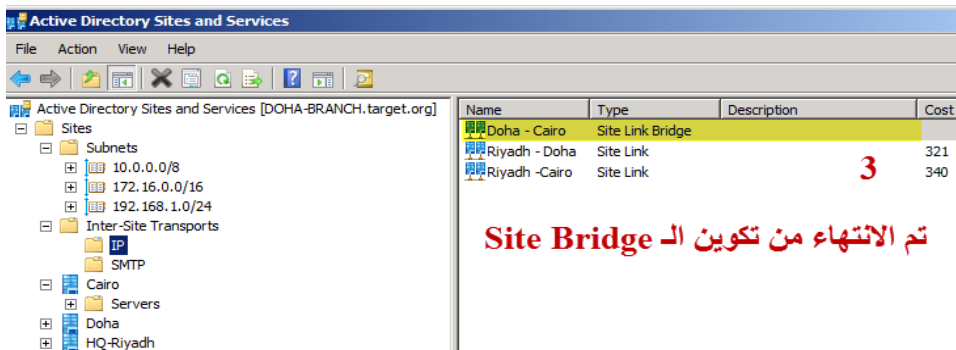 Active Directory Sites and Services
File Action View Help
Active Directory Sites and Services [DOHA-BRANCH.target.org]
Sites
Subnets
10.0.0.0/8
172.16.0.0/16
192.168.1.0/24
Inter-Site Transports
IP
SMTP
Cairo
Servers
Doha
HQ-Riyadh
Name Type Description Cost
Doha - Cairo Site Link Bridge
Riyadh - Doha Site Link 321
Riyadh -Cairo Site Link 340
3
تم الانتهاء من تكوين الـ Site Bridge